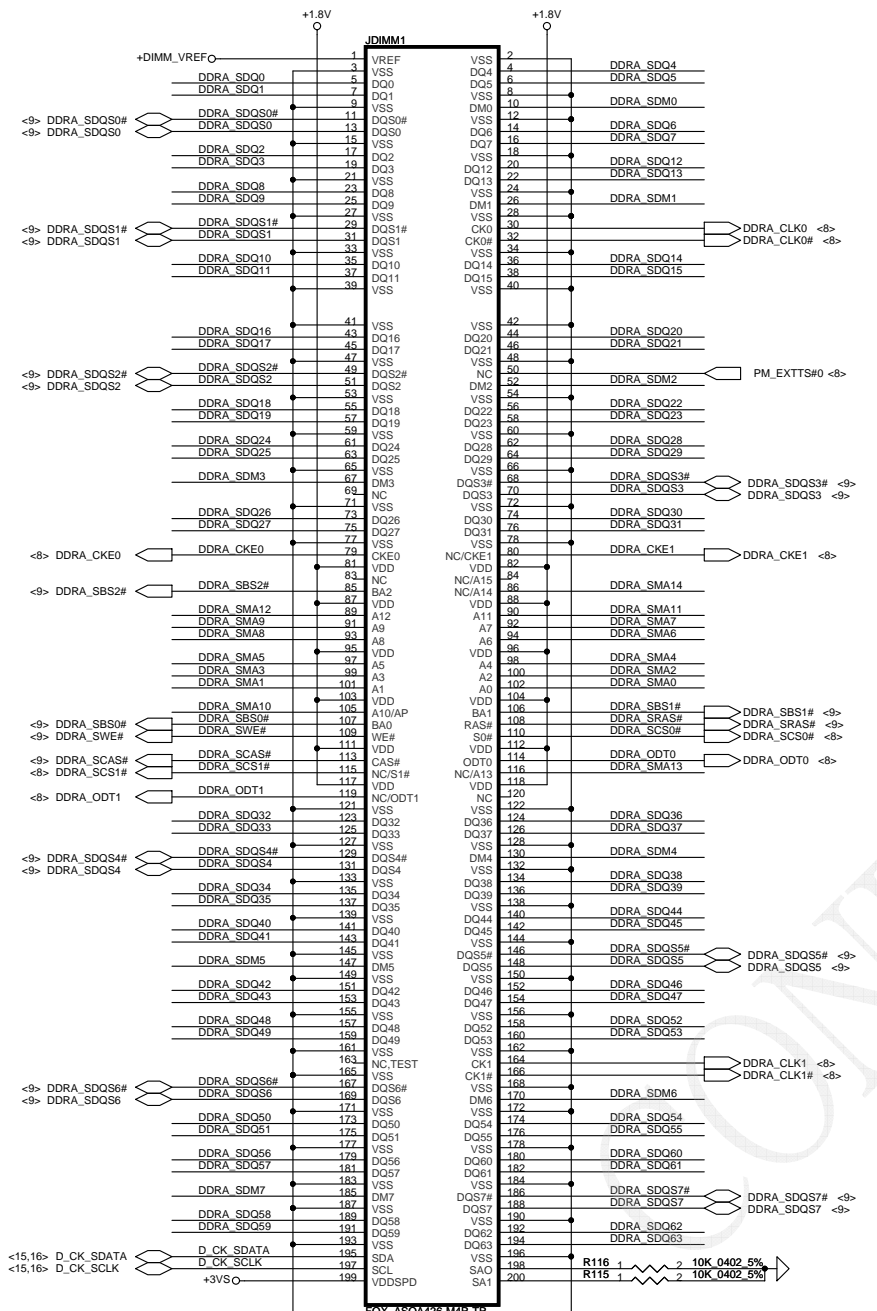 +1.8V +1.8V
JDIMM1
+DIMM_VREF 1 VREF VSS 2
3 VSS DQ4 4 DDRA_SDQ4
DDRA_SDQ0 5 DQ0 DQ5 6 DDRA_SDQ5
DDRA_SDQ1 7 DQ1 VSS 8
9 VSS DM0 10 DDRA_SDM0
<9> DDRA_SDQS0# DDRA_SDQS0# 11 DQS0# VSS 12
<9> DDRA_SDQS0 DDRA_SDQS0 13 DQS0 DQ6 14 DDRA_SDQ6
15 VSS DQ7 16 DDRA_SDQ7
DDRA_SDQ2 17 DQ2 VSS 18
DDRA_SDQ3 19 DQ3 DQ12 20 DDRA_SDQ12
21 VSS DQ13 22 DDRA_SDQ13
DDRA_SDQ8 23 DQ8 VSS 24
DDRA_SDQ9 25 DQ9 DM1 26 DDRA_SDM1
27 VSS VSS 28
<9> DDRA_SDQS1# DDRA_SDQS1# 29 DQS1# CK0 30 DDRA_CLK0 <8>
<9> DDRA_SDQS1 DDRA_SDQS1 31 DQS1 CK0# 32 DDRA_CLK0# <8>
33 VSS VSS 34
DDRA_SDQ10 35 DQ10 DQ14 36 DDRA_SDQ14
DDRA_SDQ11 37 DQ11 DQ15 38 DDRA_SDQ15
39 VSS VSS 40
41 VSS VSS 42
DDRA_SDQ16 43 DQ16 DQ20 44 DDRA_SDQ20
DDRA_SDQ17 45 DQ17 DQ21 46 DDRA_SDQ21
47 VSS VSS 48
<9> DDRA_SDQS2# DDRA_SDQS2# 49 DQS2# NC 50 PM_EXTTS#0 <8>
<9> DDRA_SDQS2 DDRA_SDQS2 51 DQS2 DM2 52 DDRA_SDM2
53 VSS VSS 54
DDRA_SDQ18 55 DQ18 DQ22 56 DDRA_SDQ22
DDRA_SDQ19 57 DQ19 DQ23 58 DDRA_SDQ23
59 VSS VSS 60
DDRA_SDQ24 61 DQ24 DQ28 62 DDRA_SDQ28
DDRA_SDQ25 63 DQ25 DQ29 64 DDRA_SDQ29
65 VSS VSS 66
DDRA_SDM3 67 DM3 DQS3# 68 DDRA_SDQS3# DDRA_SDQS3# <9>
69 NC DQS3 70 DDRA_SDQS3 DDRA_SDQS3 <9>
71 VSS VSS 72
DDRA_SDQ26 73 DQ26 DQ30 74 DDRA_SDQ30
DDRA_SDQ27 75 DQ27 DQ31 76 DDRA_SDQ31
77 VSS VSS 78
<8> DDRA_CKE0 DDRA_CKE0 79 CKE0 NC/CKE1 80 DDRA_CKE1 DDRA_CKE1 <8>
81 VDD VDD 82
83 NC NC/A15 84
<9> DDRA_SBS2# DDRA_SBS2# 85 BA2 NC/A14 86 DDRA_SMA14
87 VDD VDD 88
DDRA_SMA12 89 A12 A11 90 DDRA_SMA11
DDRA_SMA9 91 A9 A7 92 DDRA_SMA7
DDRA_SMA8 93 A8 A6 94 DDRA_SMA6
95 VDD VDD 96
DDRA_SMA5 97 A5 A4 98 DDRA_SMA4
DDRA_SMA3 99 A3 A2 100 DDRA_SMA2
DDRA_SMA1 101 A1 A0 102 DDRA_SMA0
103 VDD VDD 104
DDRA_SMA10 105 A10/AP BA1 106 DDRA_SBS1# DDRA_SBS1# <9>
<9> DDRA_SBS0# DDRA_SBS0# 107 BA0 RAS# 108 DDRA_SRAS# DDRA_SRAS# <9>
<9> DDRA_SWE# DDRA_SWE# 109 WE# S0# 110 DDRA_SCS0# DDRA_SCS0# <8>
111 VDD VDD 112
<9> DDRA_SCAS# DDRA_SCAS# 113 CAS# ODT0 114 DDRA_ODT0 DDRA_ODT0 <8>
<8> DDRA_SCS1# DDRA_SCS1# 115 NC/S1# NC/A13 116 DDRA_SMA13
117 VDD VDD 118
<8> DDRA_ODT1 DDRA_ODT1 119 NC/ODT1 NC 120
121 VSS VSS 122
DDRA_SDQ32 123 DQ32 DQ36 124 DDRA_SDQ36
DDRA_SDQ33 125 DQ33 DQ37 126 DDRA_SDQ37
127 VSS VSS 128
<9> DDRA_SDQS4# DDRA_SDQS4# 129 DQS4# DM4 130 DDRA_SDM4
<9> DDRA_SDQS4 DDRA_SDQS4 131 DQS4 VSS 132
133 VSS DQ38 134 DDRA_SDQ38
DDRA_SDQ34 135 DQ34 DQ39 136 DDRA_SDQ39
DDRA_SDQ35 137 DQ35 VSS 138
139 VSS DQ44 140 DDRA_SDQ44
DDRA_SDQ40 141 DQ40 DQ45 142 DDRA_SDQ45
DDRA_SDQ41 143 DQ41 VSS 144
145 VSS DQS5# 146 DDRA_SDQS5# DDRA_SDQS5# <9>
DDRA_SDM5 147 DM5 DQS5 148 DDRA_SDQS5 DDRA_SDQS5 <9>
149 VSS VSS 150
DDRA_SDQ42 151 DQ42 DQ46 152 DDRA_SDQ46
DDRA_SDQ43 153 DQ43 DQ47 154 DDRA_SDQ47
155 VSS VSS 156
DDRA_SDQ48 157 DQ48 DQ52 158 DDRA_SDQ52
DDRA_SDQ49 159 DQ49 DQ53 160 DDRA_SDQ53
161 VSS VSS 162
163 NC,TEST CK1 164 DDRA_CLK1 <8>
165 VSS CK1# 166 DDRA_CLK1# <8>
<9> DDRA_SDQS6# DDRA_SDQS6# 167 DQS6# VSS 168
<9> DDRA_SDQS6 DDRA_SDQS6 169 DQS6 DM6 170 DDRA_SDM6
171 VSS VSS 172
DDRA_SDQ50 173 DQ50 DQ54 174 DDRA_SDQ54
DDRA_SDQ51 175 DQ51 DQ55 176 DDRA_SDQ55
177 VSS VSS 178
DDRA_SDQ56 179 DQ56 DQ60 180 DDRA_SDQ60
DDRA_SDQ57 181 DQ57 DQ61 182 DDRA_SDQ61
183 VSS VSS 184
DDRA_SDM7 185 DM7 DQS7# 186 DDRA_SDQS7# DDRA_SDQS7# <9>
187 VSS DQS7 188 DDRA_SDQS7 DDRA_SDQS7 <9>
DDRA_SDQ58 189 DQ58 VSS 190
DDRA_SDQ59 191 DQ59 DQ62 192 DDRA_SDQ62
193 VSS DQ63 194 DDRA_SDQ63
<15,16> D_CK_SDATA D_CK_SDATA 195 SDA VSS 196
<15,16> D_CK_SCLK D_CK_SCLK 197 SCL SAO 198 R116 1 2 10K_0402_5%
+3VS 199 VDDSPD SA1 200 R115 1 2 10K_0402_5%